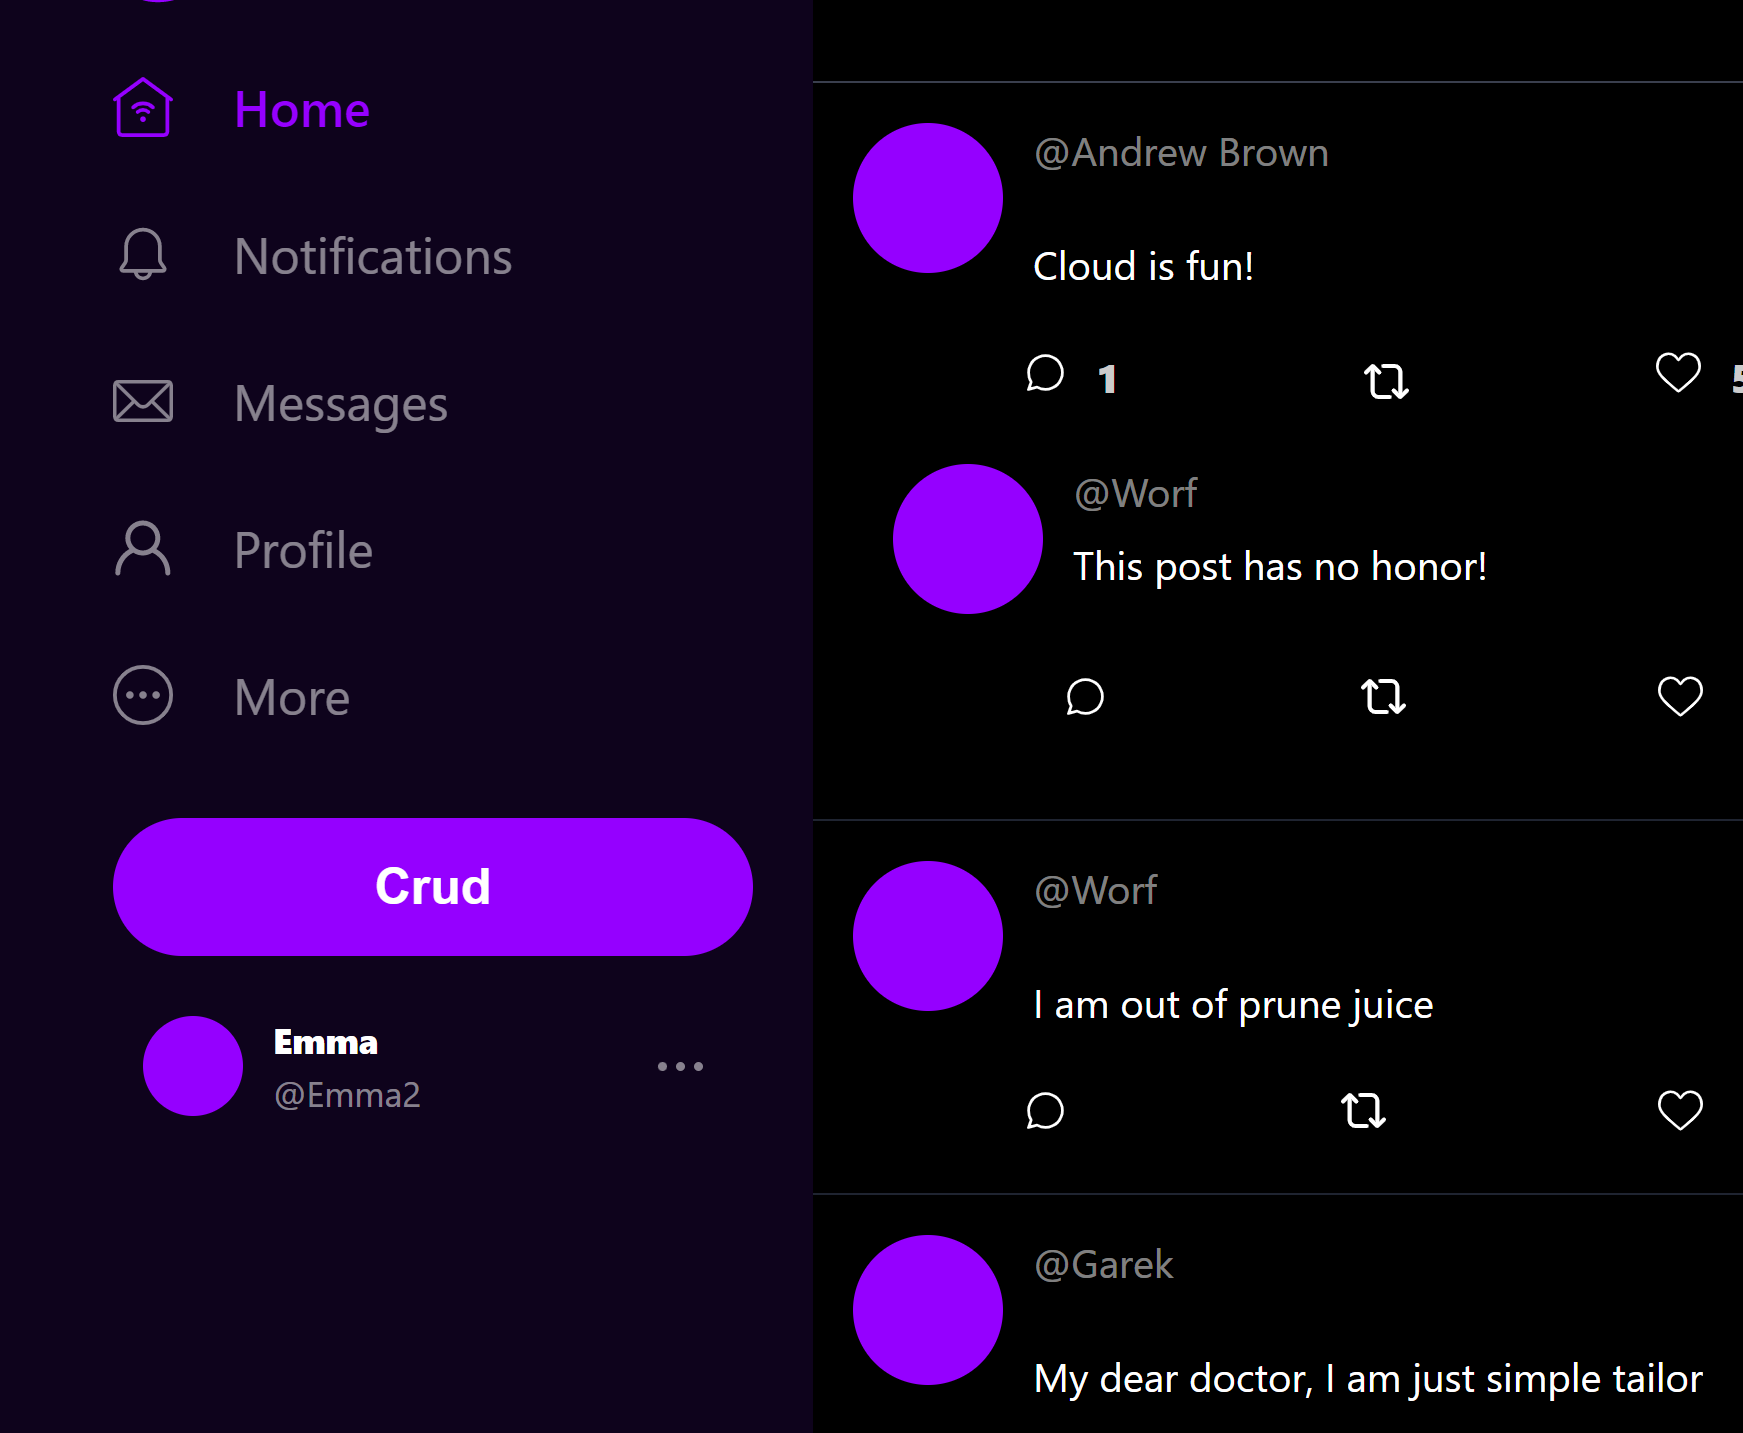 Home
Notifications
Messages
Profile
More
Crud
Emma
@Emma2
@Andrew Brown
Cloud is fun!
1
@Worf
This post has no honor!
@Worf
I am out of prune juice
@Garek
My dear doctor, I am just simple tailor